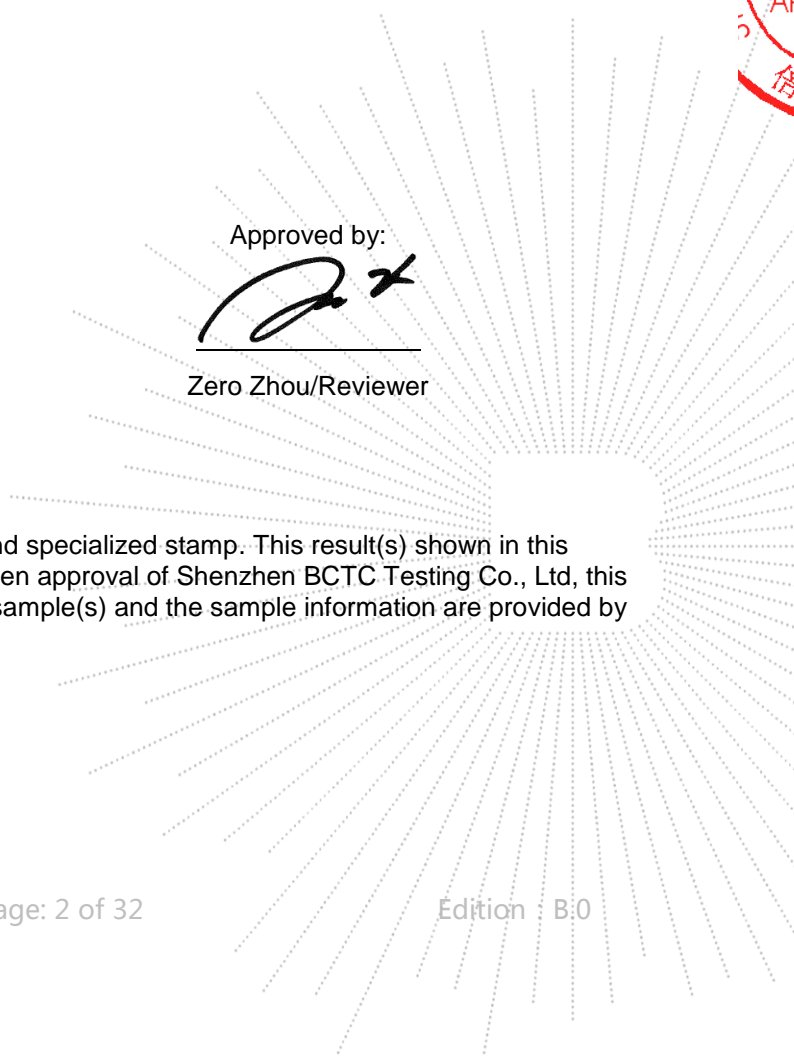 Approved by:
Zero Zhou/Reviewer
nd specialized stamp. This result(s) shown in this
en approval of Shenzhen BCTC Testing Co., Ltd, this
sample(s) and the sample information are provided by
age: 2 of 32 Edition : B.0